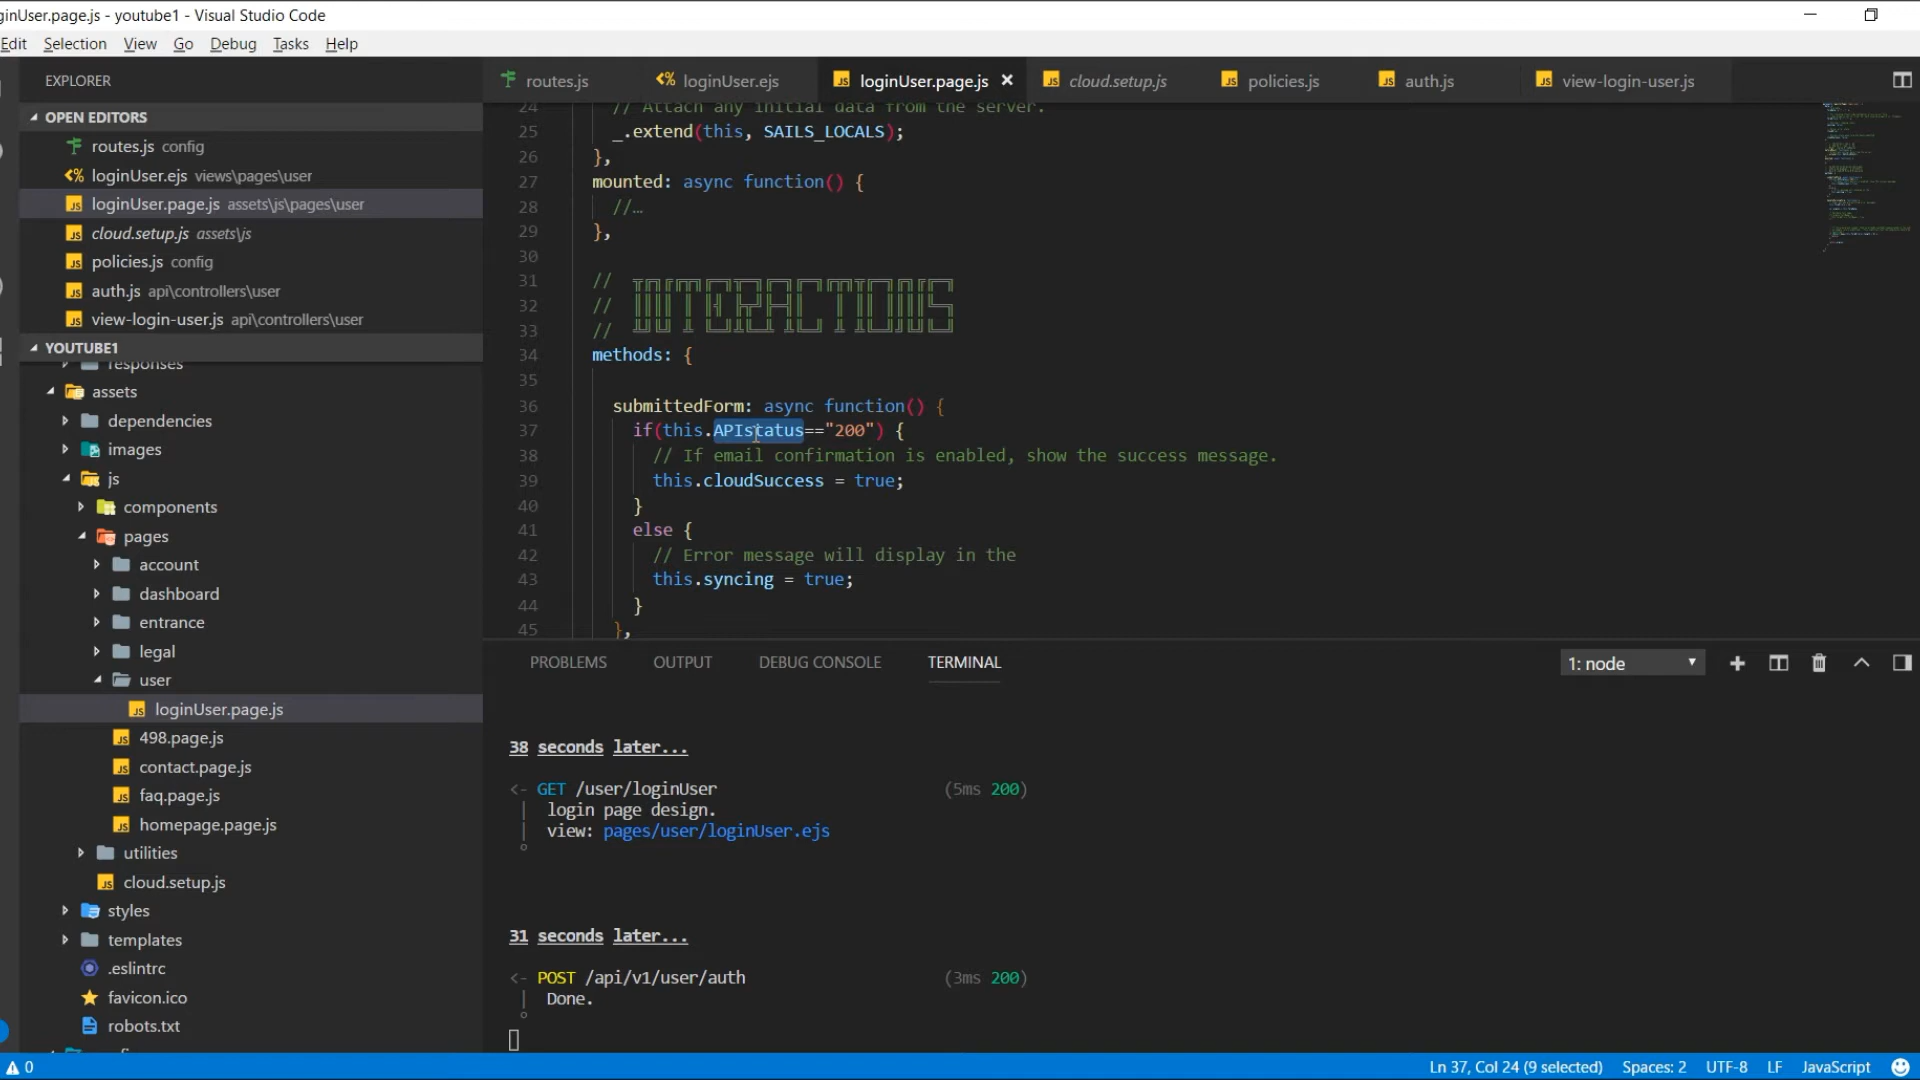 ginUser.page.js - youtube1 - Visual Studio Code
Edit Selection View Go Debug Tasks Help
EXPLORER
OPEN EDITORS
routes.js config
loginUser.ejs views\pages\user
loginUser.page.js assets\js\pages\user
cloud.setup.js assets\js
policies.js config
auth.js api\controllers\user
view-login-user.js api\controllers\user
YOUTUBE1
responses
assets
dependencies
images
js
components
pages
account
dashboard
entrance
legal
user
loginUser.page.js
498.page.js
contact.page.js
faq.page.js
homepage.page.js
utilities
cloud.setup.js
styles
templates
.eslintrc
favicon.ico
robots.txt
routes.js loginUser.ejs loginUser.page.js cloud.setup.js policies.js auth.js view-login-user.js
24 // Attach any initial data from the server.
25 _.extend(this, SAILS_LOCALS);
26 },
27 mounted: async function() {
28 //…
29 },
30
31 //
32 // INTERACTIONS
33 //
34 methods: {
35
36 submittedForm: async function() {
37 if(this.APIstatus=="200") {
38 // If email confirmation is enabled, show the success message.
39 this.cloudSuccess = true;
40 }
41 else {
42 // Error message will display in the
43 this.syncing = true;
44 }
45 },
PROBLEMS OUTPUT DEBUG CONSOLE TERMINAL 1: node
38 seconds later...
<- GET /user/loginUser (5ms 200)
| login page design.
| view: pages/user/loginUser.ejs
°
31 seconds later...
<- POST /api/v1/user/auth (3ms 200)
| Done.
°
0 Ln 37, Col 24 (9 selected) Spaces: 2 UTF-8 LF JavaScript